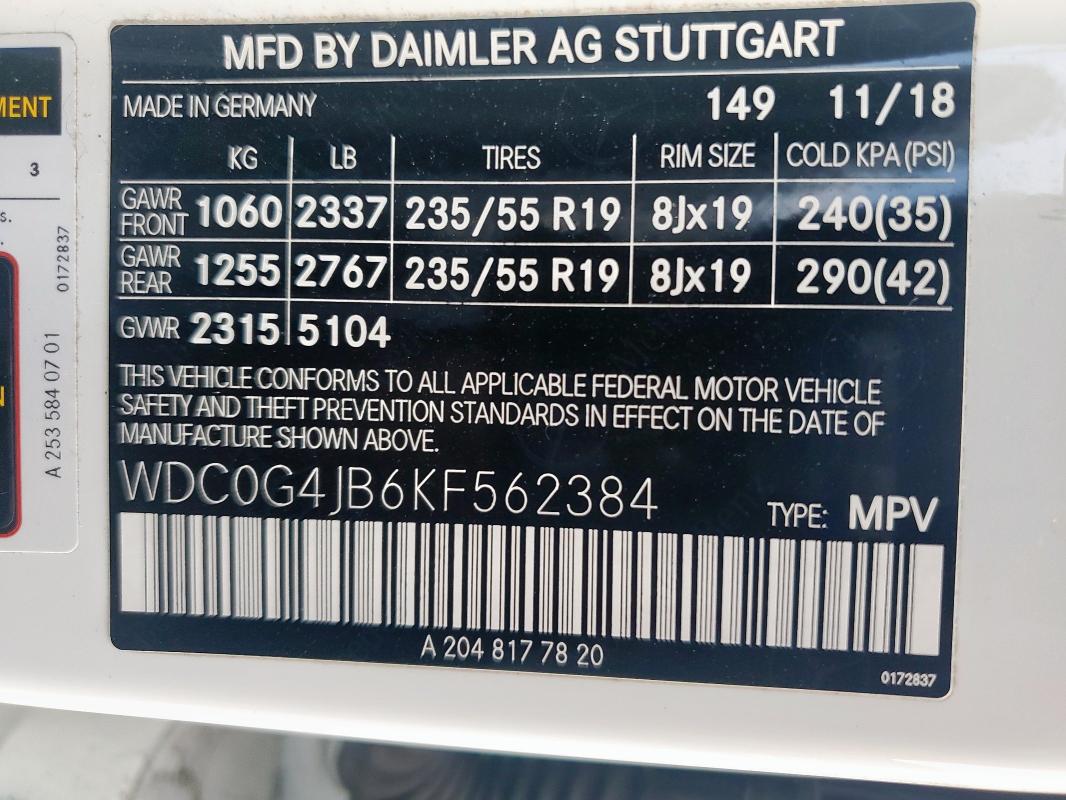 MFD BY DAIMLER AG STUTTGART
MADE IN GERMANY 149 11/18
KG LB TIRES RIM SIZE COLD KPA (PSI)
GAWR FRONT 1060 2337 235/55 R19 8Jx19 240(35)
GAWR REAR 1255 2767 235/55 R19 8Jx19 290(42)
GVWR 2315 5104
THIS VEHICLE CONFORMS TO ALL APPLICABLE FEDERAL MOTOR VEHICLE
SAFETY AND THEFT PREVENTION STANDARDS IN EFFECT ON THE DATE OF
MANUFACTURE SHOWN ABOVE.
WDC0G4JB6KF562384
TYPE: MPV
A 204 817 78 20
0172837
3
0172837
A 253 584 07 01